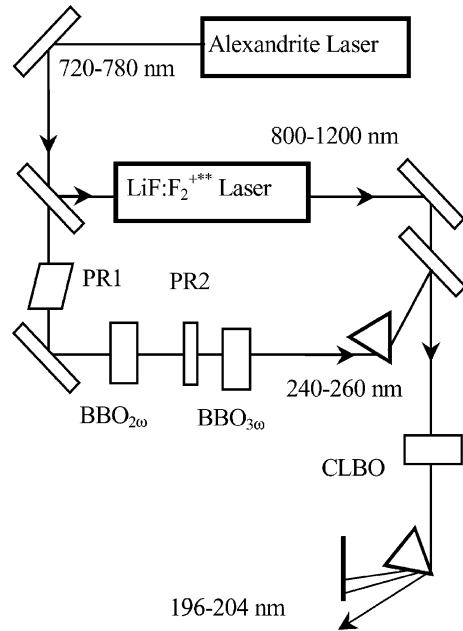 Alexandrite Laser
720-780 nm
800-1200 nm
LiF:F₂⁺** Laser
PR1
PR2
BBO₂ω
BBO₃ω
240-260 nm
CLBO
196-204 nm